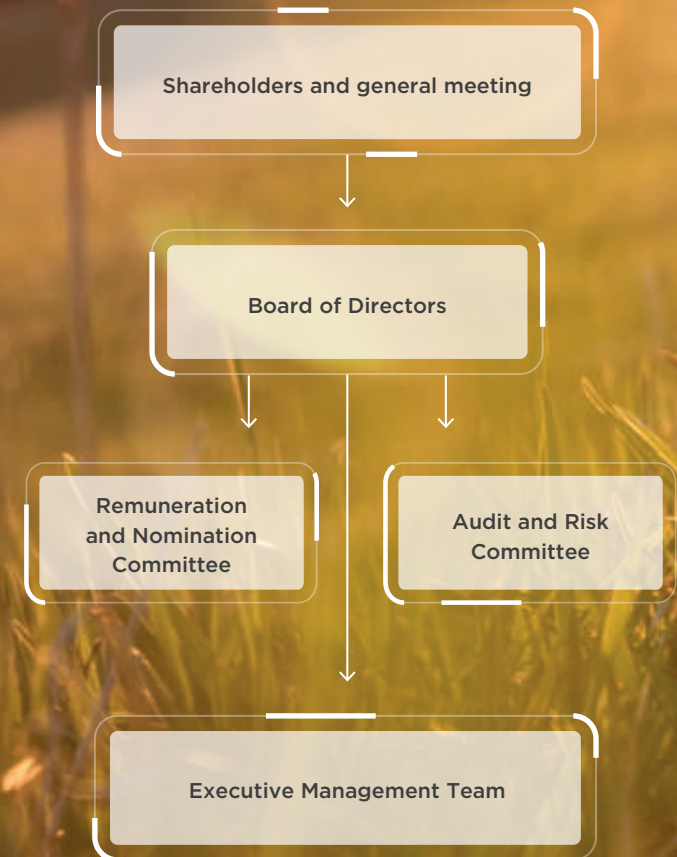 Shareholders and general meeting
Board of Directors
Remuneration
and Nomination
Committee
Audit and Risk
Committee
Executive Management Team